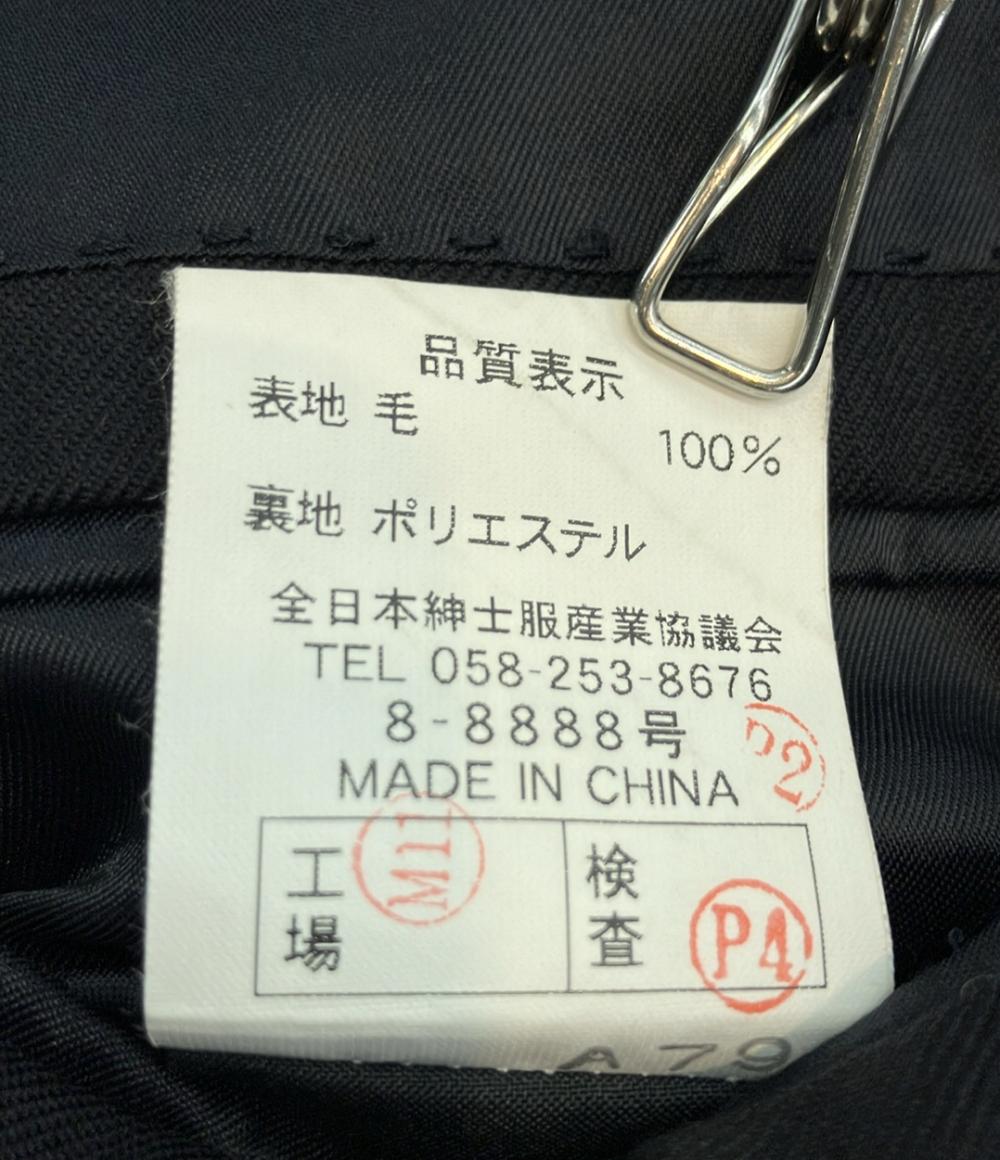 品質表示
表地 毛 100%
裏地 ポリエステル
全日本紳士服産業協議会
TEL 058-253-8676
8-8888号
MADE IN CHINA
工場 M11
検査 P4
A79